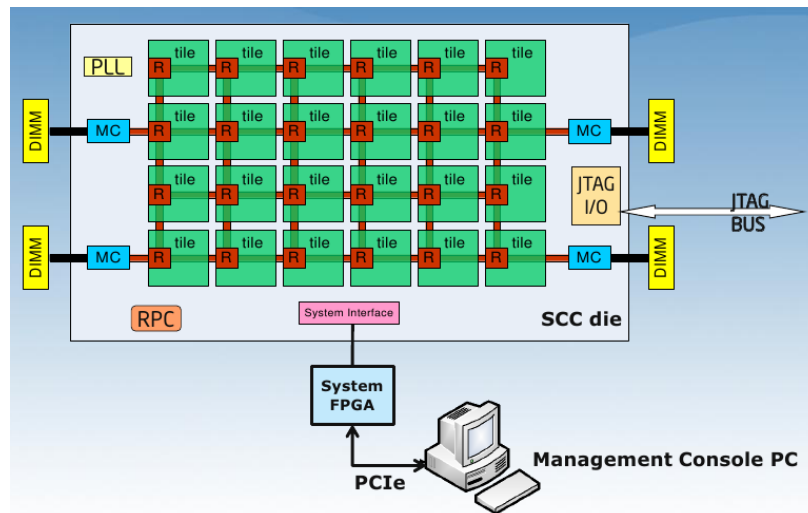 tile tile tile tile tile tile
PLL
R R R R R R
tile tile tile tile tile tile
DIMM MC R R R R R R MC DIMM
tile tile tile tile tile tile
R R R R R R
JTAG
I/O
JTAG
BUS
tile tile tile tile tile tile
DIMM MC R R R R R R MC DIMM
RPC
System Interface
SCC die
System
FPGA
PCIe
Management Console PC